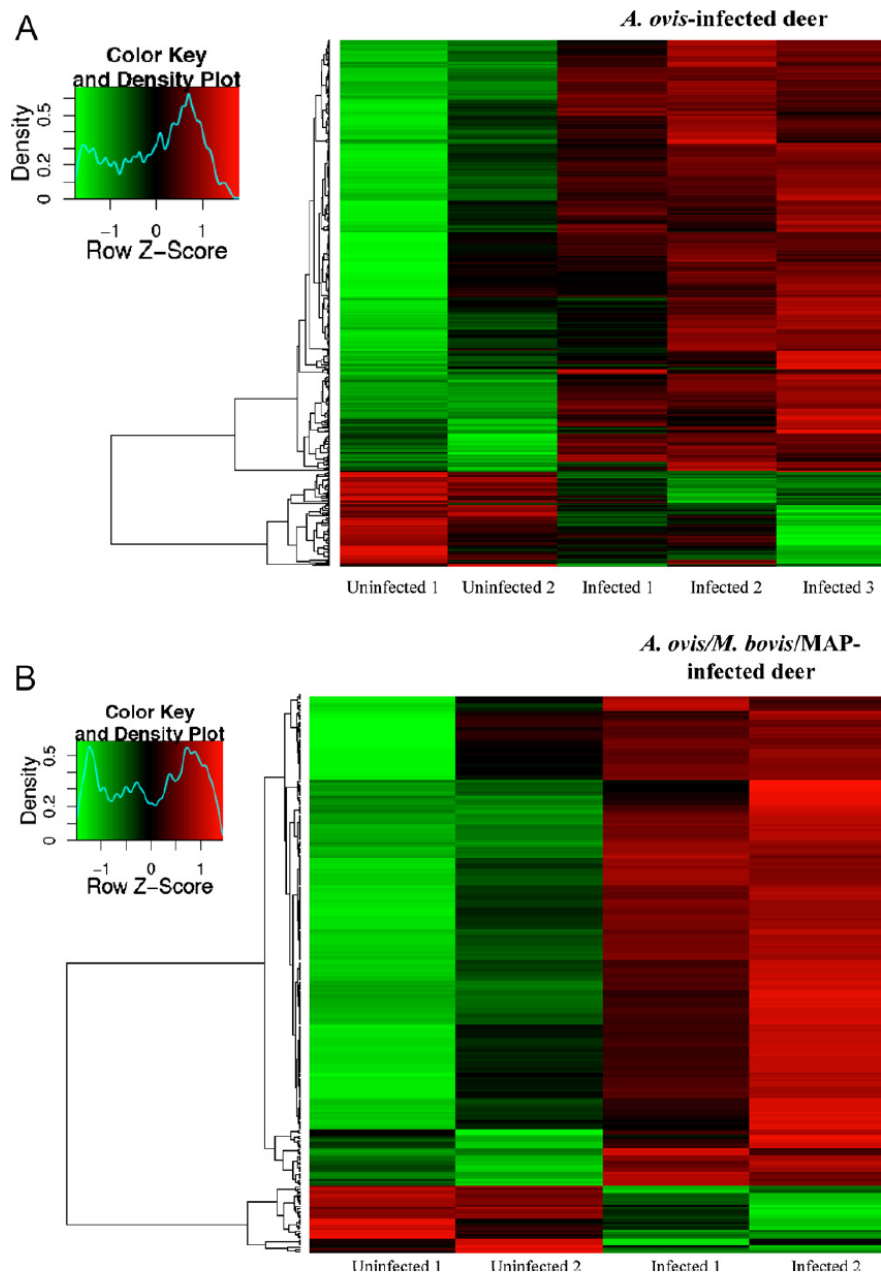 A
A. ovis-infected deer
Color Key
and Density Plot
Density
0 0.2 0.5
−1 0 1
Row Z−Score
Uninfected 1 Uninfected 2 Infected 1 Infected 2 Infected 3
B
A. ovis/M. bovis/MAP-
infected deer
Color Key
and Density Plot
Density
0 0.2 0.5
−1 0 1
Row Z−Score
Uninfected 1 Uninfected 2 Infected 1 Infected 2